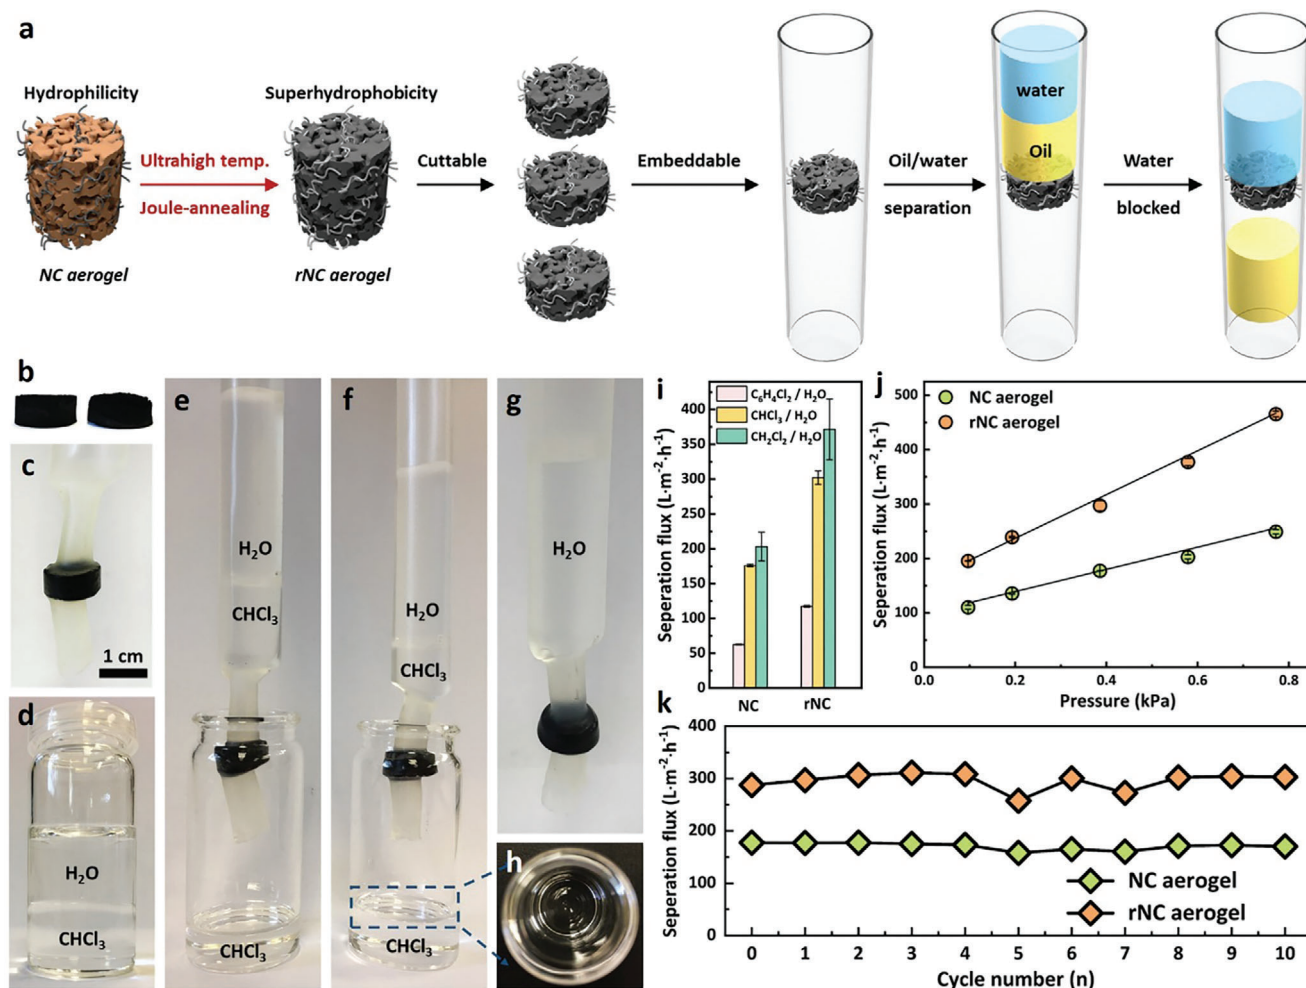 a
Hydrophilicity
Superhydrophobicity
Ultrahigh temp.
Joule-annealing
NC aerogel
rNC aerogel
Cuttable
Embeddable
Oil/water
separation
water
Oil
Water
blocked
b
c
1 cm
d
H₂O
CHCl₃
e
H₂O
CHCl₃
CHCl₃
f
H₂O
CHCl₃
CHCl₃
g
H₂O
h
i
C₆H₄Cl₂ / H₂O
CHCl₃ / H₂O
CH₂Cl₂ / H₂O
Seperation flux (L·m⁻²·h⁻¹)
400
350
300
250
200
150
100
50
0
NC
rNC
j
NC aerogel
rNC aerogel
Seperation flux (L·m⁻²·h⁻¹)
500
400
300
200
100
0
0.0
0.2
0.4
0.6
0.8
Pressure (kPa)
k
Seperation flux (L·m⁻²·h⁻¹)
400
300
200
100
0
NC aerogel
rNC aerogel
0 1 2 3 4 5 6 7 8 9 10
Cycle number (n)